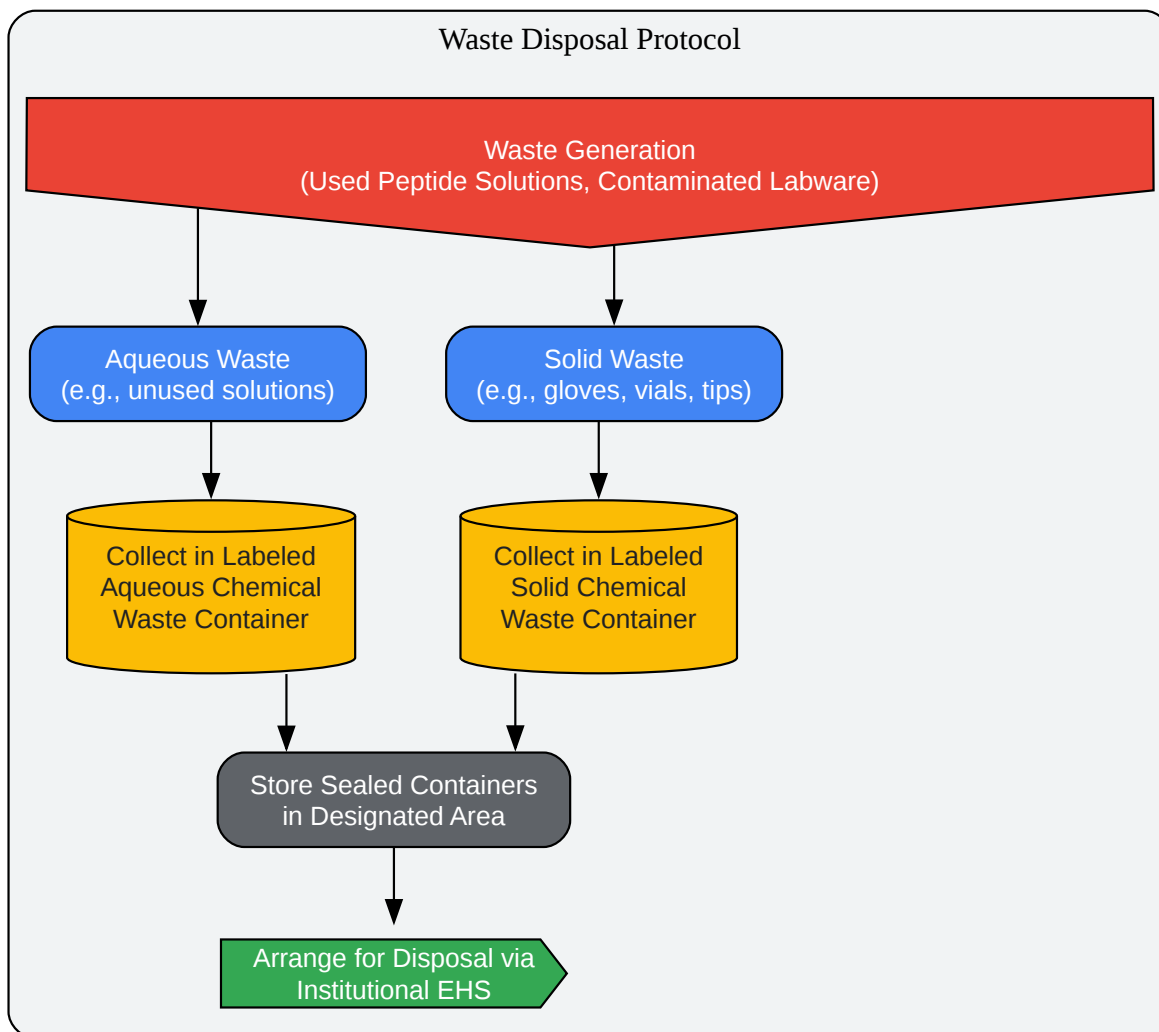 Waste Disposal Protocol
Waste Generation
(Used Peptide Solutions, Contaminated Labware)
Aqueous Waste
(e.g., unused solutions)
Solid Waste
(e.g., gloves, vials, tips)
Collect in Labeled
Aqueous Chemical
Waste Container
Collect in Labeled
Solid Chemical
Waste Container
Store Sealed Containers
in Designated Area
Arrange for Disposal via
Institutional EHS